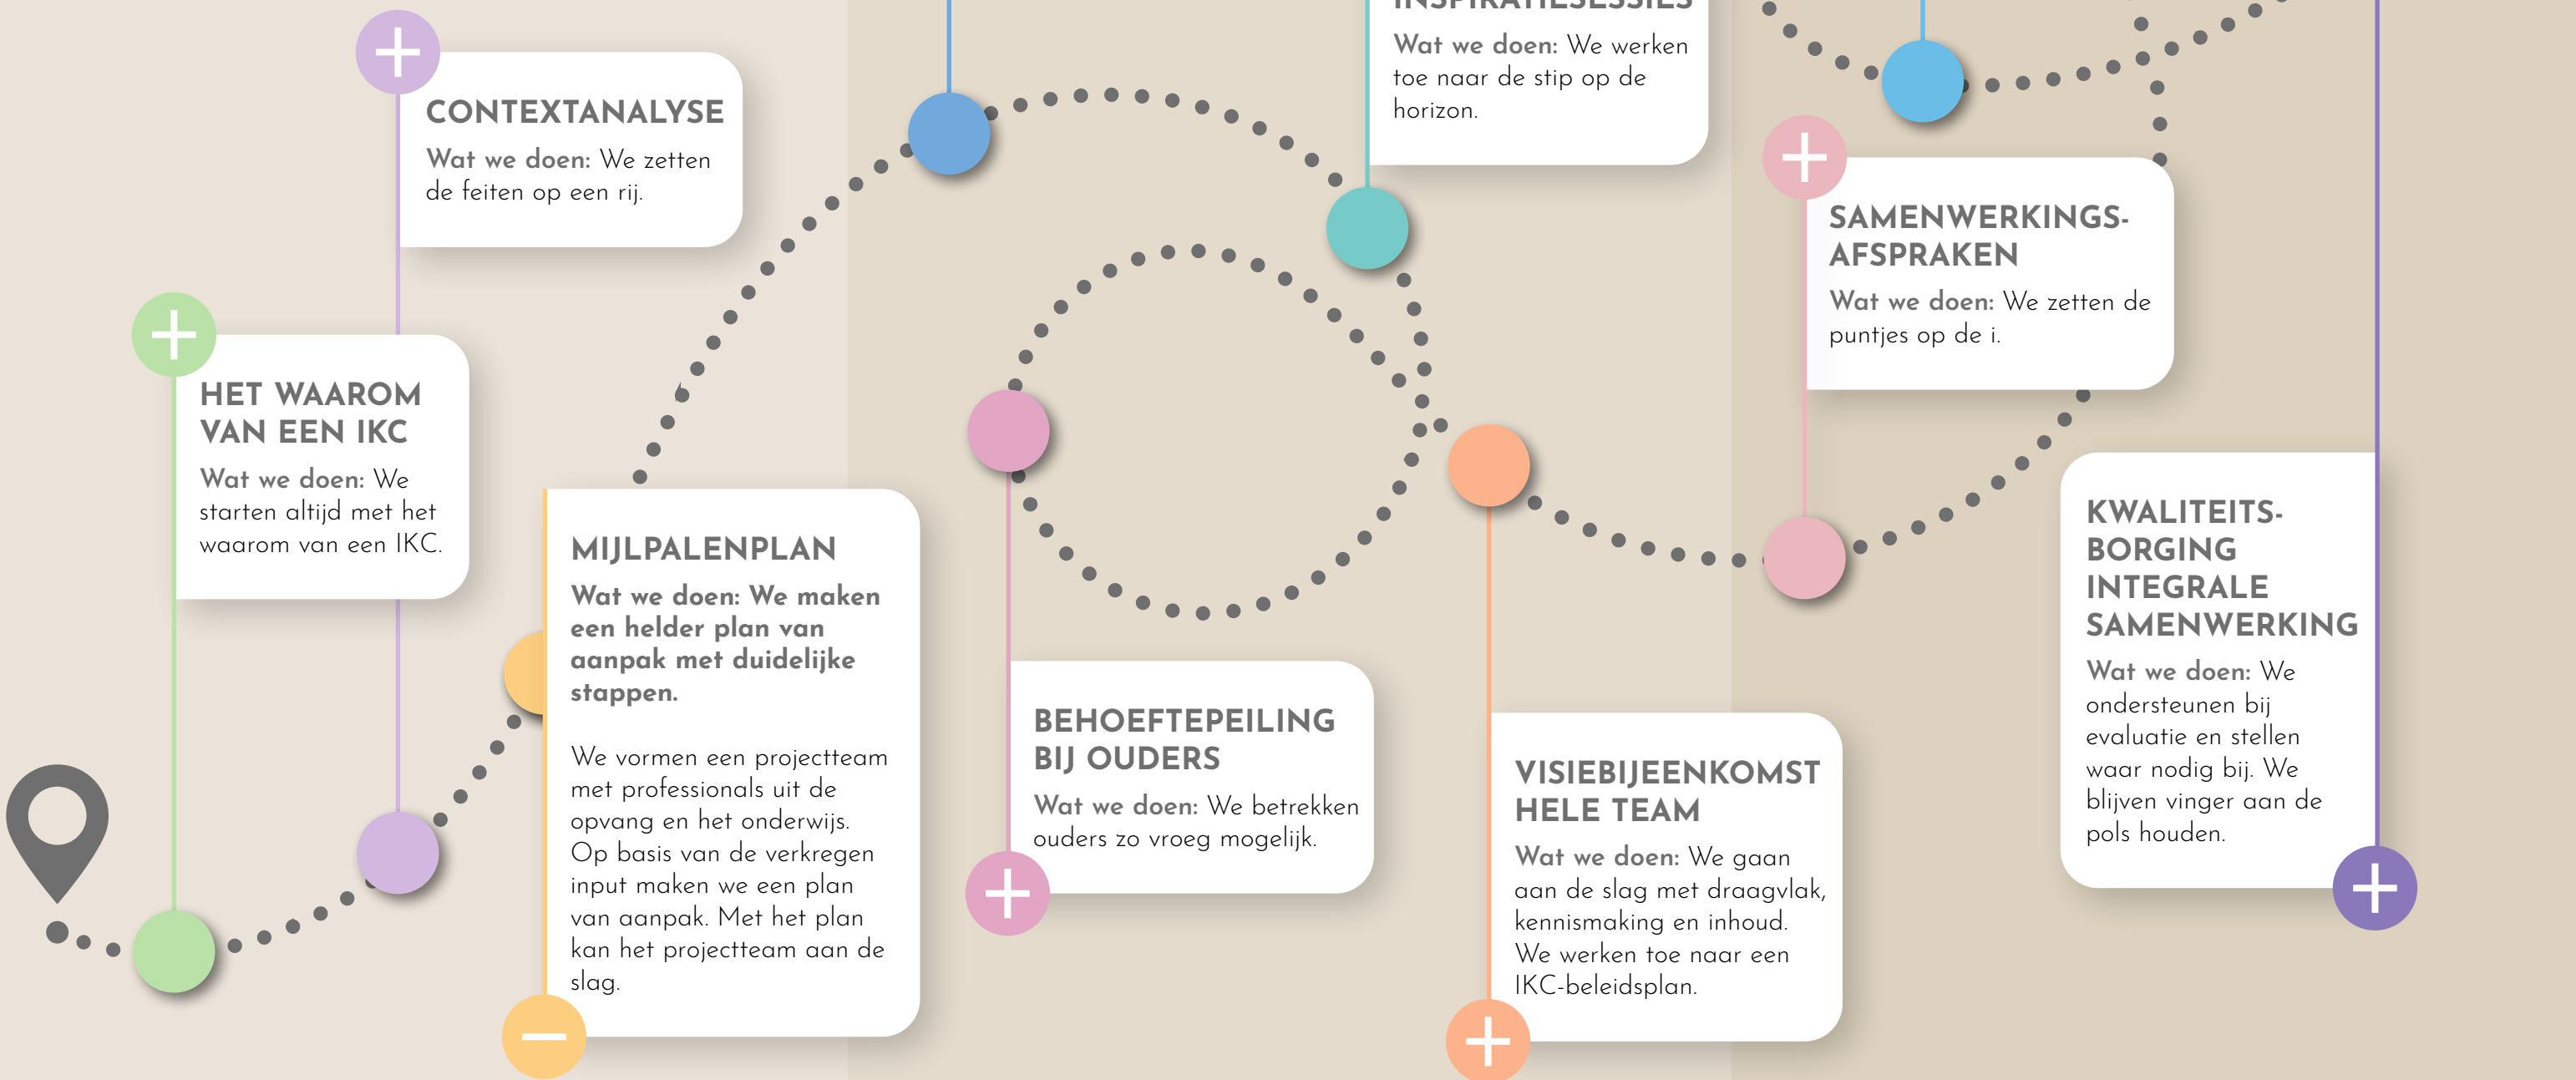 CONTEXTANALYSE
Wat we doen: We zetten
de feiten op een rij.
HET WAAROM
VAN EEN IKC
Wat we doen: We
starten altijd met het
waarom van een IKC.
MIJLPALENPLAN
Wat we doen: We maken
een helder plan van
aanpak met duidelijke
stappen.
We vormen een projectteam
met professionals uit de
opvang en het onderwijs.
Op basis van de verkregen
input maken we een plan
van aanpak. Met het plan
kan het projectteam aan de
slag.
INSPIRATIESESSIES
Wat we doen: We werken
toe naar de stip op de
horizon.
BEHOEFTEPEILING
BIJ OUDERS
Wat we doen: We betrekken
ouders zo vroeg mogelijk.
VISIEBIJEENKOMST
HELE TEAM
Wat we doen: We gaan
aan de slag met draagvlak,
kennismaking en inhoud.
We werken toe naar een
IKC-beleidsplan.
SAMENWERKINGS-
AFSPRAKEN
Wat we doen: We zetten de
puntjes op de i.
KWALITEITS-
BORGING
INTEGRALE
SAMENWERKING
Wat we doen: We
ondersteunen bij
evaluatie en stellen
waar nodig bij. We
blijven vinger aan de
pols houden.